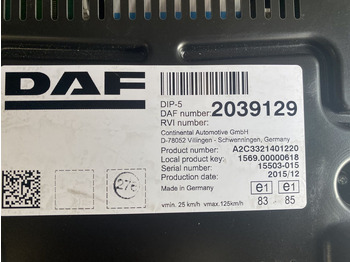 DAF
DIP-5
DAF number: 2039129
RVI number:
Continental Automotive GmbH
D-78052 Villingen - Schwenningen, Germany
Product number: A2C3321401220
Local product key: 1569.00000618
Serial number: 15503-015
Production date: 2015/12
Made in Germany
276
e1 e1
vmin. 25 km/h vmax.125km/h 83 85